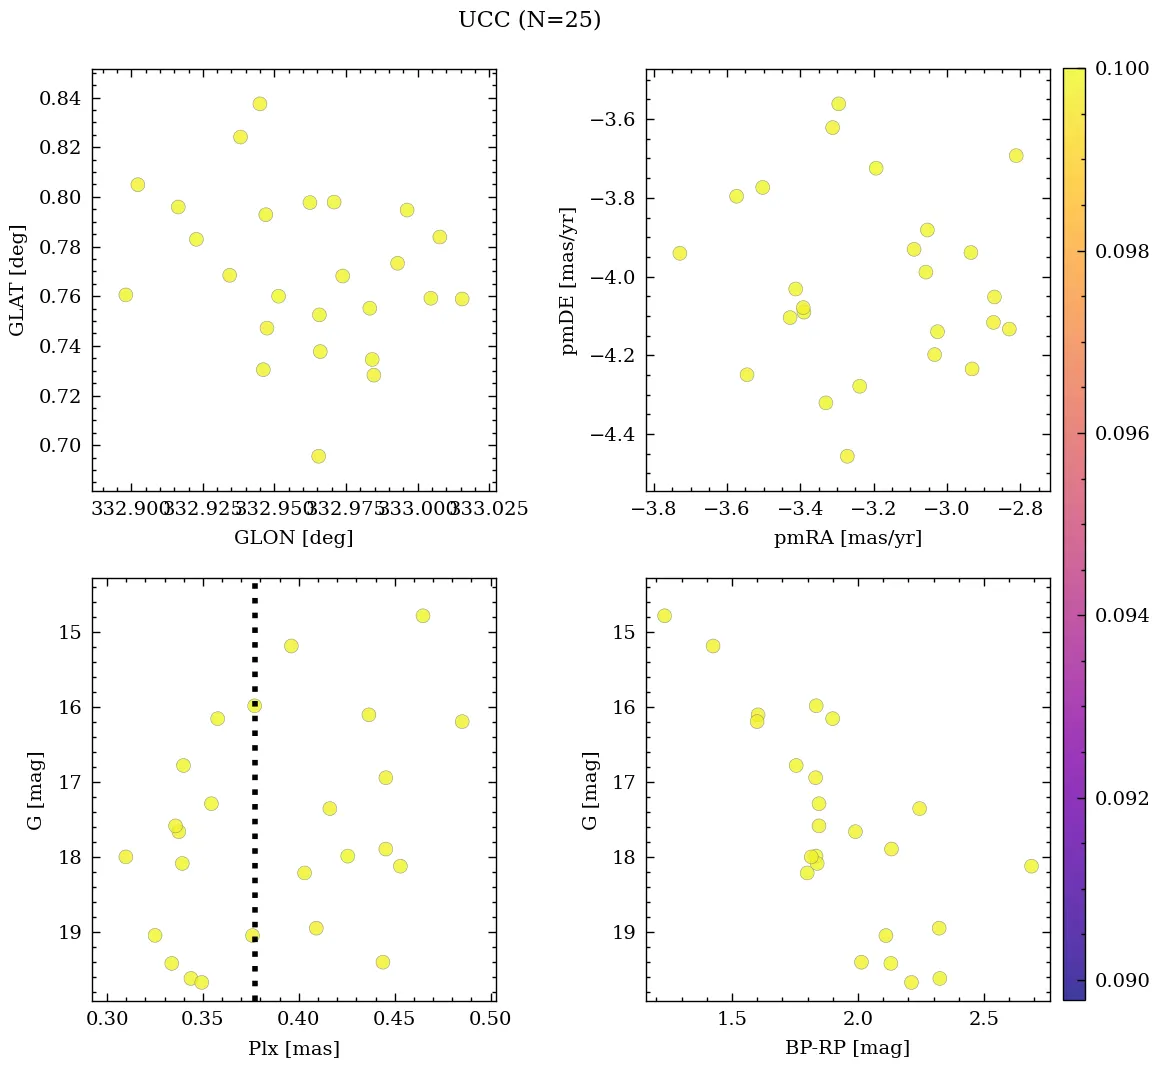 UCC (N=25)
0.84
0.82
0.80
0.78
0.76
0.74
0.72
0.70
GLAT [deg]
332.900 332.925 332.950 332.975 333.000 333.025
GLON [deg]
−3.6
−3.8
−4.0
−4.2
−4.4
pmDE [mas/yr]
−3.8 −3.6 −3.4 −3.2 −3.0 −2.8
pmRA [mas/yr]
15
16
17
18
19
G [mag]
0.30 0.35 0.40 0.45 0.50
Plx [mas]
15
16
17
18
19
G [mag]
1.5 2.0 2.5
BP-RP [mag]
0.100
0.098
0.096
0.094
0.092
0.090